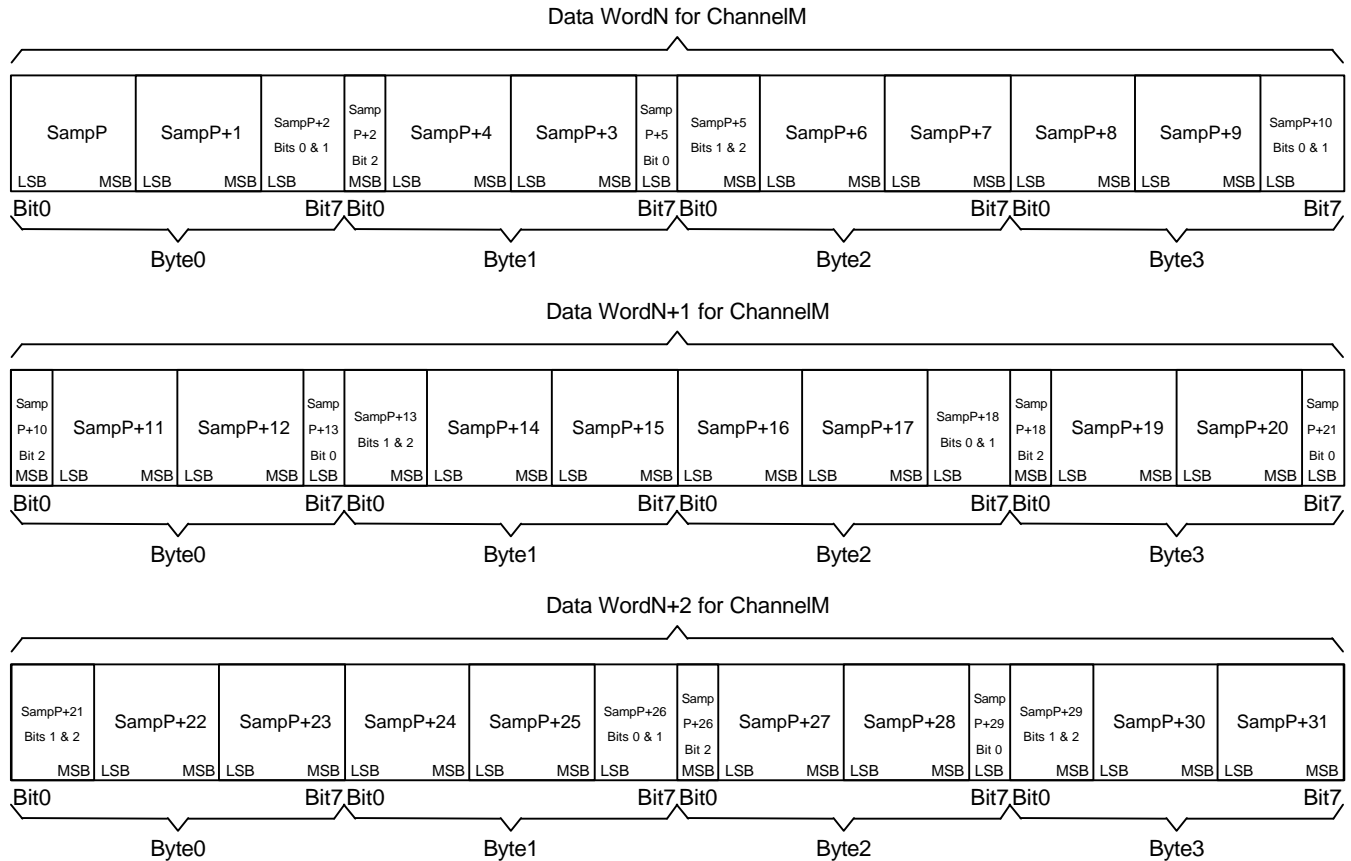 Data WordN for ChannelM
SampP SampP+1 SampP+2 Bits 0 & 1 Samp P+2 Bit 2 SampP+4 SampP+3 Samp P+5 Bit 0 SampP+5 Bits 1 & 2 SampP+6 SampP+7 SampP+8 SampP+9 SampP+10 Bits 0 & 1
LSB MSB LSB MSB LSB MSB LSB MSB LSB MSB LSB MSB LSB MSB LSB MSB LSB MSB LSB MSB LSB
Bit0 Bit7 Bit0 Bit7 Bit0 Bit7 Bit0 Bit7
Byte0 Byte1 Byte2 Byte3
Data WordN+1 for ChannelM
Samp P+10 Bit 2 SampP+11 SampP+12 Samp P+13 Bit 0 SampP+13 Bits 1 & 2 SampP+14 SampP+15 SampP+16 SampP+17 SampP+18 Bits 0 & 1 Samp P+18 Bit 2 SampP+19 SampP+20 Samp P+21 Bit 0
MSB LSB MSB LSB MSB LSB MSB LSB MSB LSB MSB LSB MSB LSB MSB LSB MSB LSB MSB LSB MSB LSB
Bit0 Bit7 Bit0 Bit7 Bit0 Bit7 Bit0 Bit7
Byte0 Byte1 Byte2 Byte3
Data WordN+2 for ChannelM
SampP+21 Bits 1 & 2 SampP+22 SampP+23 SampP+24 SampP+25 SampP+26 Bits 0 & 1 Samp P+26 Bit 2 SampP+27 SampP+28 Samp P+29 Bit 0 SampP+29 Bits 1 & 2 SampP+30 SampP+31
MSB LSB MSB LSB MSB LSB MSB LSB MSB LSB MSB LSB MSB LSB MSB LSB MSB LSB MSB LSB MSB
Bit0 Bit7 Bit0 Bit7 Bit0 Bit7 Bit0 Bit7
Byte0 Byte1 Byte2 Byte3